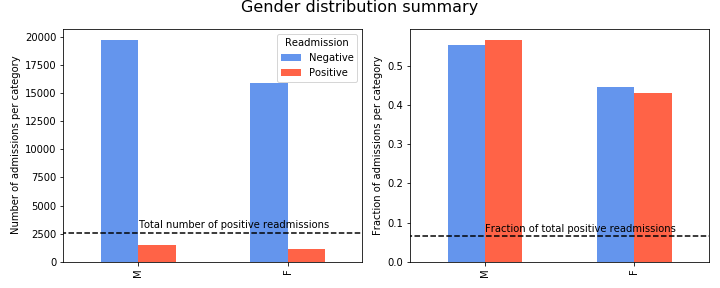 Gender distribution summary
Number of admissions per category
20000
17500
15000
12500
10000
7500
5000
2500
0
Readmission
Negative
Positive
Total number of positive readmissions
M
F
Fraction of admissions per category
0.5
0.4
0.3
0.2
0.1
0.0
Fraction of total positive readmissions
M
F